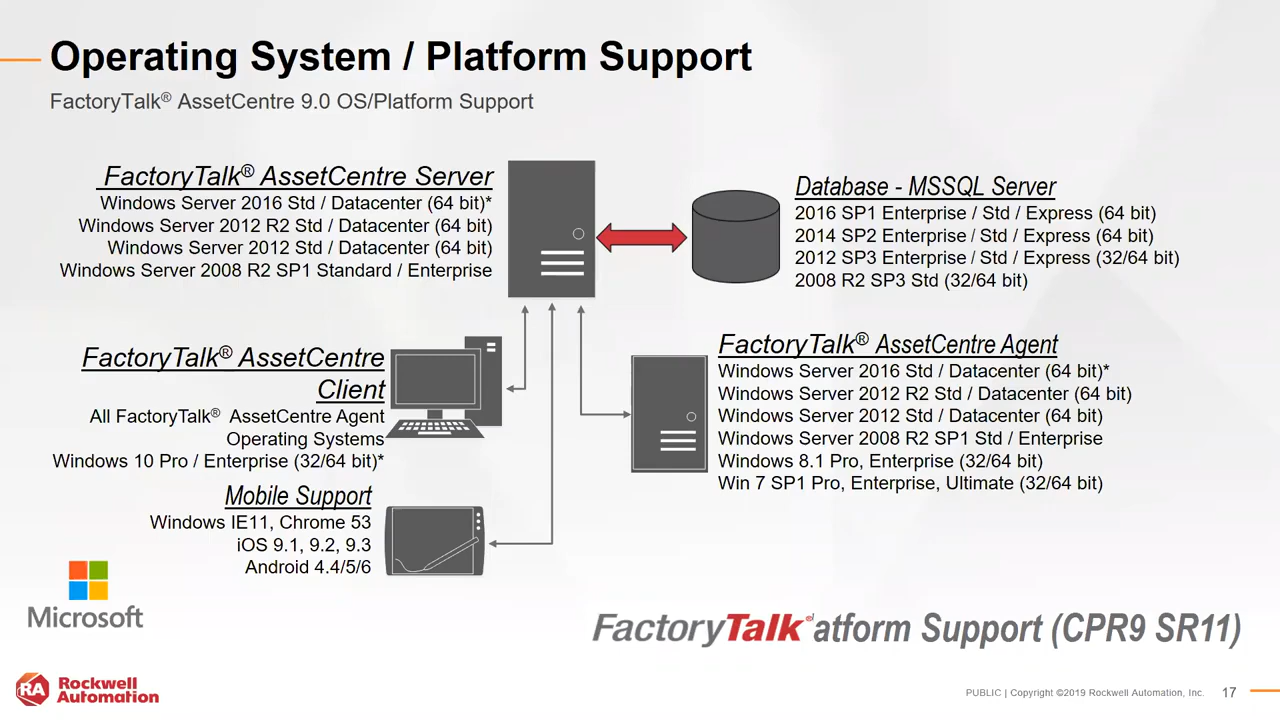 Operating System / Platform Support
FactoryTalk® AssetCentre 9.0 OS/Platform Support
FactoryTalk® AssetCentre Server
Windows Server 2016 Std / Datacenter (64 bit)*
Windows Server 2012 R2 Std / Datacenter (64 bit)
Windows Server 2012 Std / Datacenter (64 bit)
Windows Server 2008 R2 SP1 Standard / Enterprise
Database - MSSQL Server
2016 SP1 Enterprise / Std / Express (64 bit)
2014 SP2 Enterprise / Std / Express (64 bit)
2012 SP3 Enterprise / Std / Express (32/64 bit)
2008 R2 SP3 Std (32/64 bit)
FactoryTalk® AssetCentre
Client
All FactoryTalk® AssetCentre Agent
Operating Systems
Windows 10 Pro / Enterprise (32/64 bit)*
FactoryTalk® AssetCentre Agent
Windows Server 2016 Std / Datacenter (64 bit)*
Windows Server 2012 R2 Std / Datacenter (64 bit)
Windows Server 2012 Std / Datacenter (64 bit)
Windows Server 2008 R2 SP1 Std / Enterprise
Windows 8.1 Pro, Enterprise (32/64 bit)
Win 7 SP1 Pro, Enterprise, Ultimate (32/64 bit)
Mobile Support
Windows IE11, Chrome 53
iOS 9.1, 9.2, 9.3
Android 4.4/5/6
Microsoft
FactoryTalk® atform Support (CPR9 SR11)
RA Rockwell
Automation
PUBLIC | Copyright ©2019 Rockwell Automation, Inc. 17